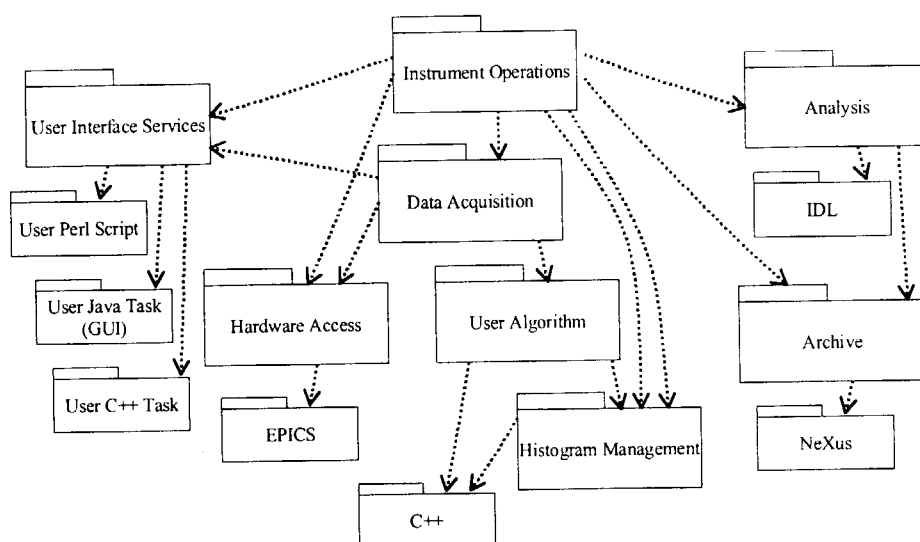 Instrument Operations
User Interface Services
Analysis
Data Acquisition
IDL
User Perl Script
User Java Task
(GUI)
Hardware Access
User Algorithm
Archive
User C++ Task
EPICS
Histogram Management
NeXus
C++